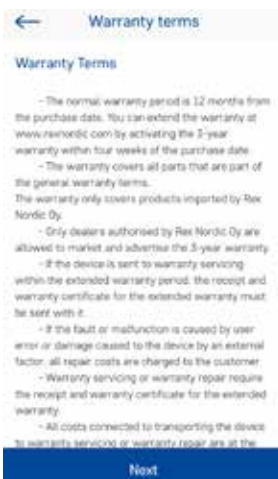 Warranty terms
Warranty Terms
- The normal warranty period is 12 months from
the purchase date. You can extend the warranty at
www.rexnordic.com by activating the 3-year
warranty within four weeks of the purchase date.
- The warranty covers all parts that are part of
the general warranty terms.
The warranty only covers products imported by Rex
Nordic Oy.
- Only dealers authorised by Rex Nordic Oy are
allowed to market and advertise the 3-year warranty.
- If the device is sent to warranty servicing
within the extended warranty period, the receipt and
warranty certificate for the extended warranty must
be sent with it.
- If the fault or malfunction is caused by user
error or damage caused to the device by an external
factor, all repair costs are charged to the customer.
- Warranty servicing or warranty repair require
the receipt and warranty certificate for the extended
warranty.
- All costs connected to transporting the device
to warranty servicing or warranty repair are at the
Next